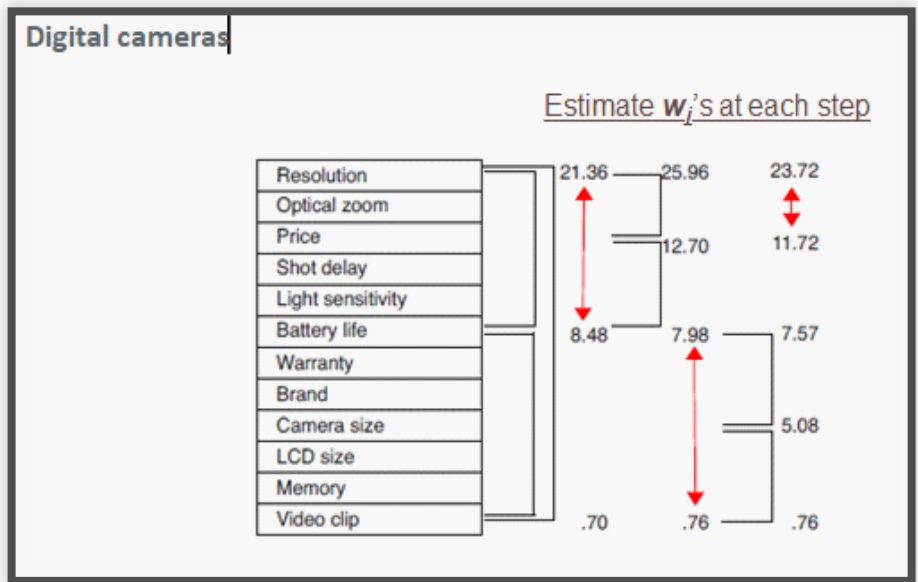 Digital cameras
Estimate wi's at each step
Resolution 21.36 25.96 23.72
Optical zoom
Price 12.70 11.72
Shot delay
Light sensitivity
Battery life 8.48 7.98 7.57
Warranty
Brand
Camera size 5.08
LCD size
Memory
Video clip .70 .76 .76